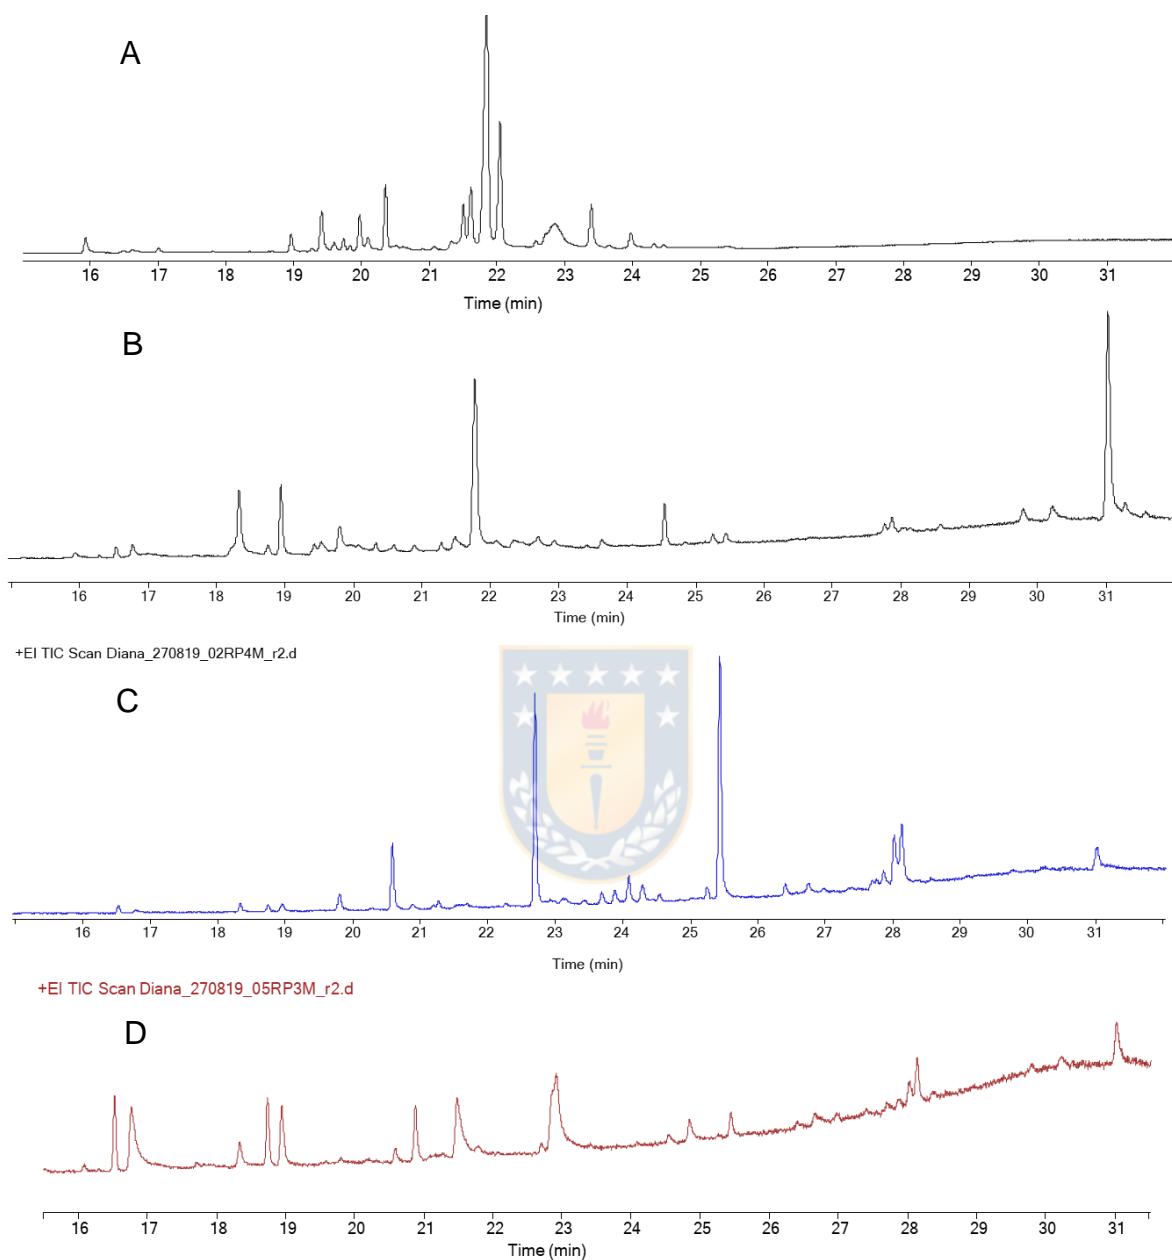 A
16 17 18 19 20 21 22 23 24 25 26 27 28 29 30 31
Time (min)
B
16 17 18 19 20 21 22 23 24 25 26 27 28 29 30 31
Time (min)
+EI TIC Scan Diana_270819_02RP4M_r2.d
C
16 17 18 19 20 21 22 23 24 25 26 27 28 29 30 31
Time (min)
+EI TIC Scan Diana_270819_05RP3M_r2.d
D
16 17 18 19 20 21 22 23 24 25 26 27 28 29 30 31
Time (min)